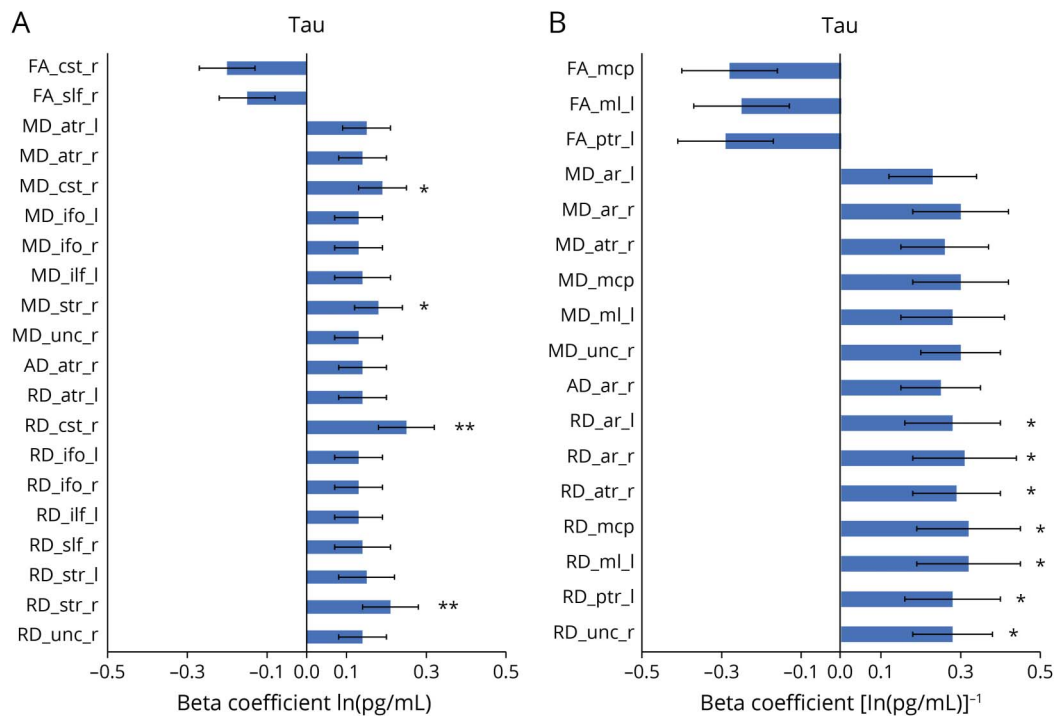 A
Tau
FA_cst_r
FA_slf_r
MD_atr_l
MD_atr_r
MD_cst_r *
MD_ifo_l
MD_ifo_r
MD_ilf_l
MD_str_r *
MD_unc_r
AD_atr_r
RD_atr_l
RD_cst_r **
RD_ifo_l
RD_ifo_r
RD_ilf_l
RD_slf_r
RD_str_l
RD_str_r **
RD_unc_r
−0.5 −0.3 −0.1 0.0 0.1 0.3 0.5
Beta coefficient ln(pg/mL)
B
Tau
FA_mcp
FA_ml_l
FA_ptr_l
MD_ar_l
MD_ar_r
MD_atr_r
MD_mcp
MD_ml_l
MD_unc_r
AD_ar_r
RD_ar_l *
RD_ar_r *
RD_atr_r *
RD_mcp *
RD_ml_l *
RD_ptr_l *
RD_unc_r *
−0.5 −0.3 −0.1 0.0 0.1 0.3 0.5
Beta coefficient [ln(pg/mL)]⁻¹